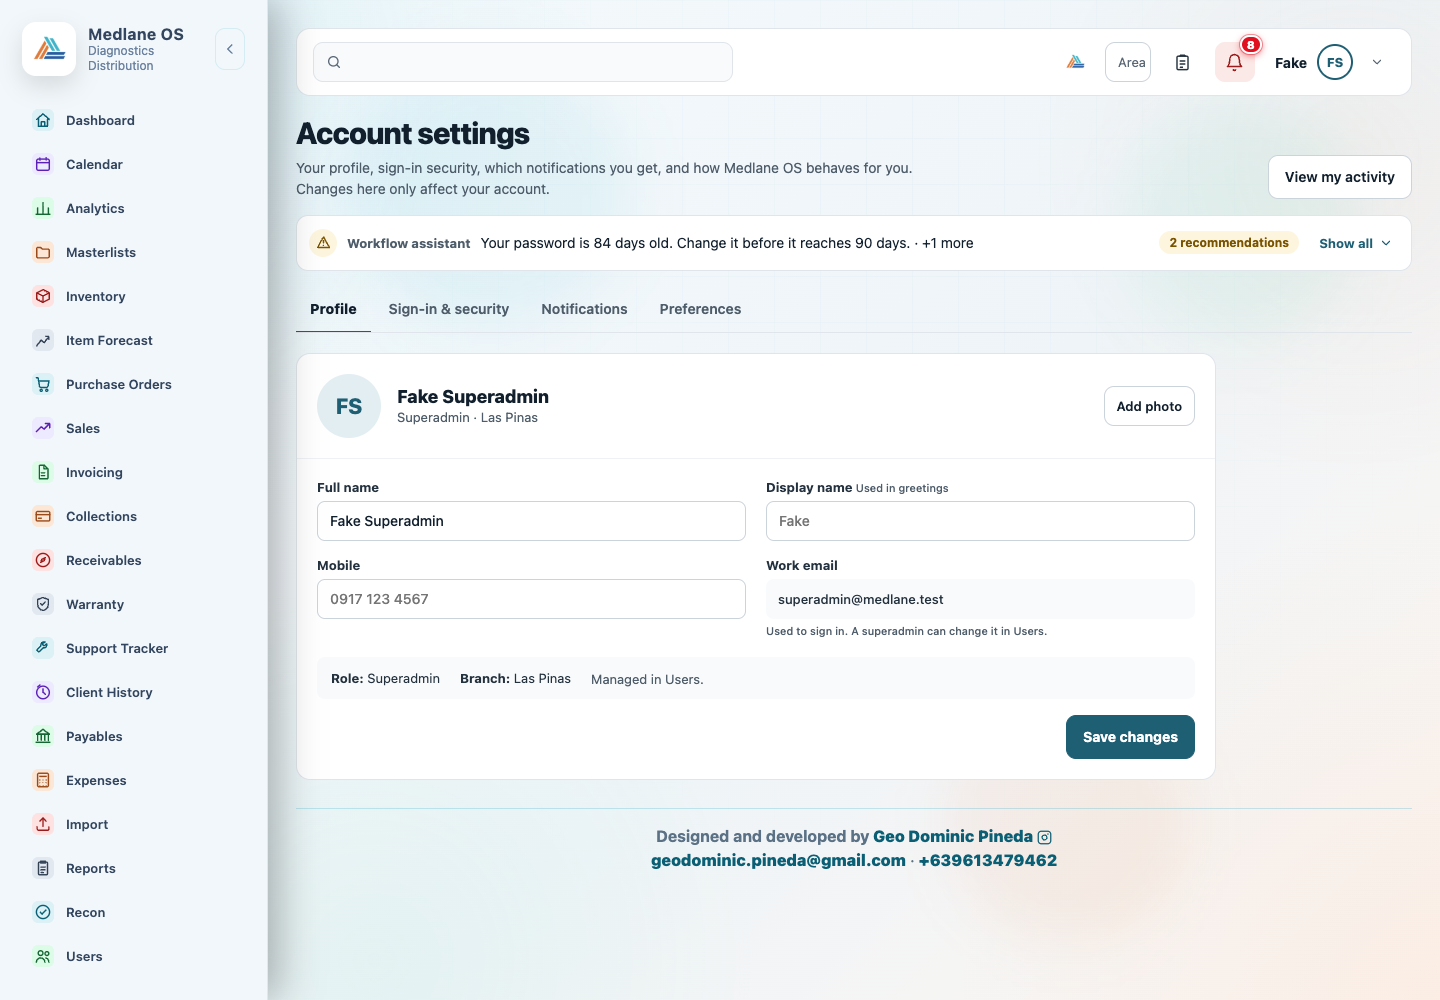 Medlane OS
Diagnostics
Distribution
Dashboard
Calendar
Analytics
Masterlists
Inventory
Item Forecast
Purchase Orders
Sales
Invoicing
Collections
Receivables
Warranty
Support Tracker
Client History
Payables
Expenses
Import
Reports
Recon
Users
Area
8
Fake
FS
Account settings
Your profile, sign-in security, which notifications you get, and how Medlane OS behaves for you.
Changes here only affect your account.
View my activity
Workflow assistant Your password is 84 days old. Change it before it reaches 90 days. · +1 more
2 recommendations
Show all
Profile
Sign-in & security
Notifications
Preferences
FS
Fake Superadmin
Superadmin · Las Pinas
Add photo
Full name
Fake Superadmin
Display name Used in greetings
Fake
Mobile
0917 123 4567
Work email
superadmin@medlane.test
Used to sign in. A superadmin can change it in Users.
Role: Superadmin Branch: Las Pinas Managed in Users.
Save changes
Designed and developed by Geo Dominic Pineda
geodominic.pineda@gmail.com · +639613479462